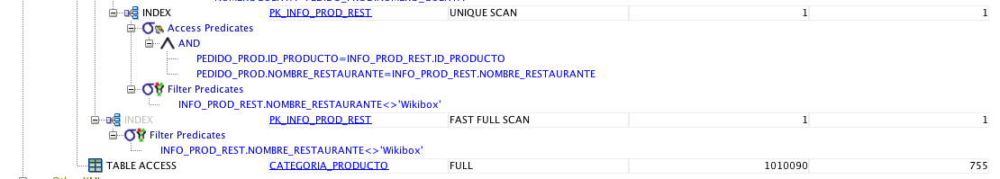 INDEX PK_INFO_PROD_REST UNIQUE SCAN 1 1
Access Predicates
AND
PEDIDO_PROD.ID_PRODUCTO=INFO_PROD_REST.ID_PRODUCTO
PEDIDO_PROD.NOMBRE_RESTAURANTE=INFO_PROD_REST.NOMBRE_RESTAURANTE
Filter Predicates
INFO_PROD_REST.NOMBRE_RESTAURANTE<>'Wikibox'
INDEX PK_INFO_PROD_REST FAST FULL SCAN 1 1
Filter Predicates
INFO_PROD_REST.NOMBRE_RESTAURANTE<>'Wikibox'
TABLE ACCESS CATEGORIA_PRODUCTO FULL 1010090 755